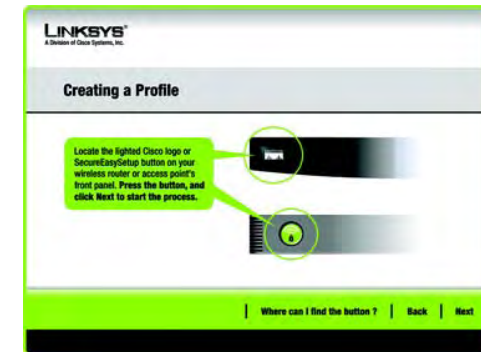 LINKSYS®
A Division of Cisco Systems, Inc.
Creating a Profile
Locate the lighted Cisco logo or
SecureEasySetup button on your
wireless router or access point's
front panel. Press the button, and
click Next to start the process.
Where can I find the button ? | Back | Next